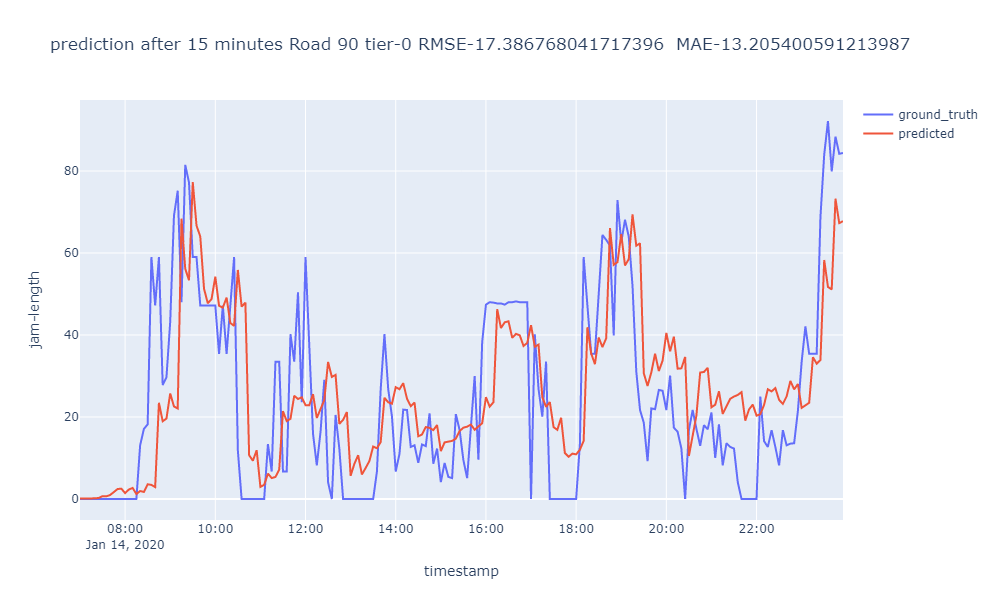 prediction after 15 minutes Road 90 tier-0 RMSE-17.386768041717396  MAE-13.205400591213987
ground_truth
predicted
80
60
40
20
0
jam-length
08:00 10:00 12:00 14:00 16:00 18:00 20:00 22:00
Jan 14, 2020
timestamp